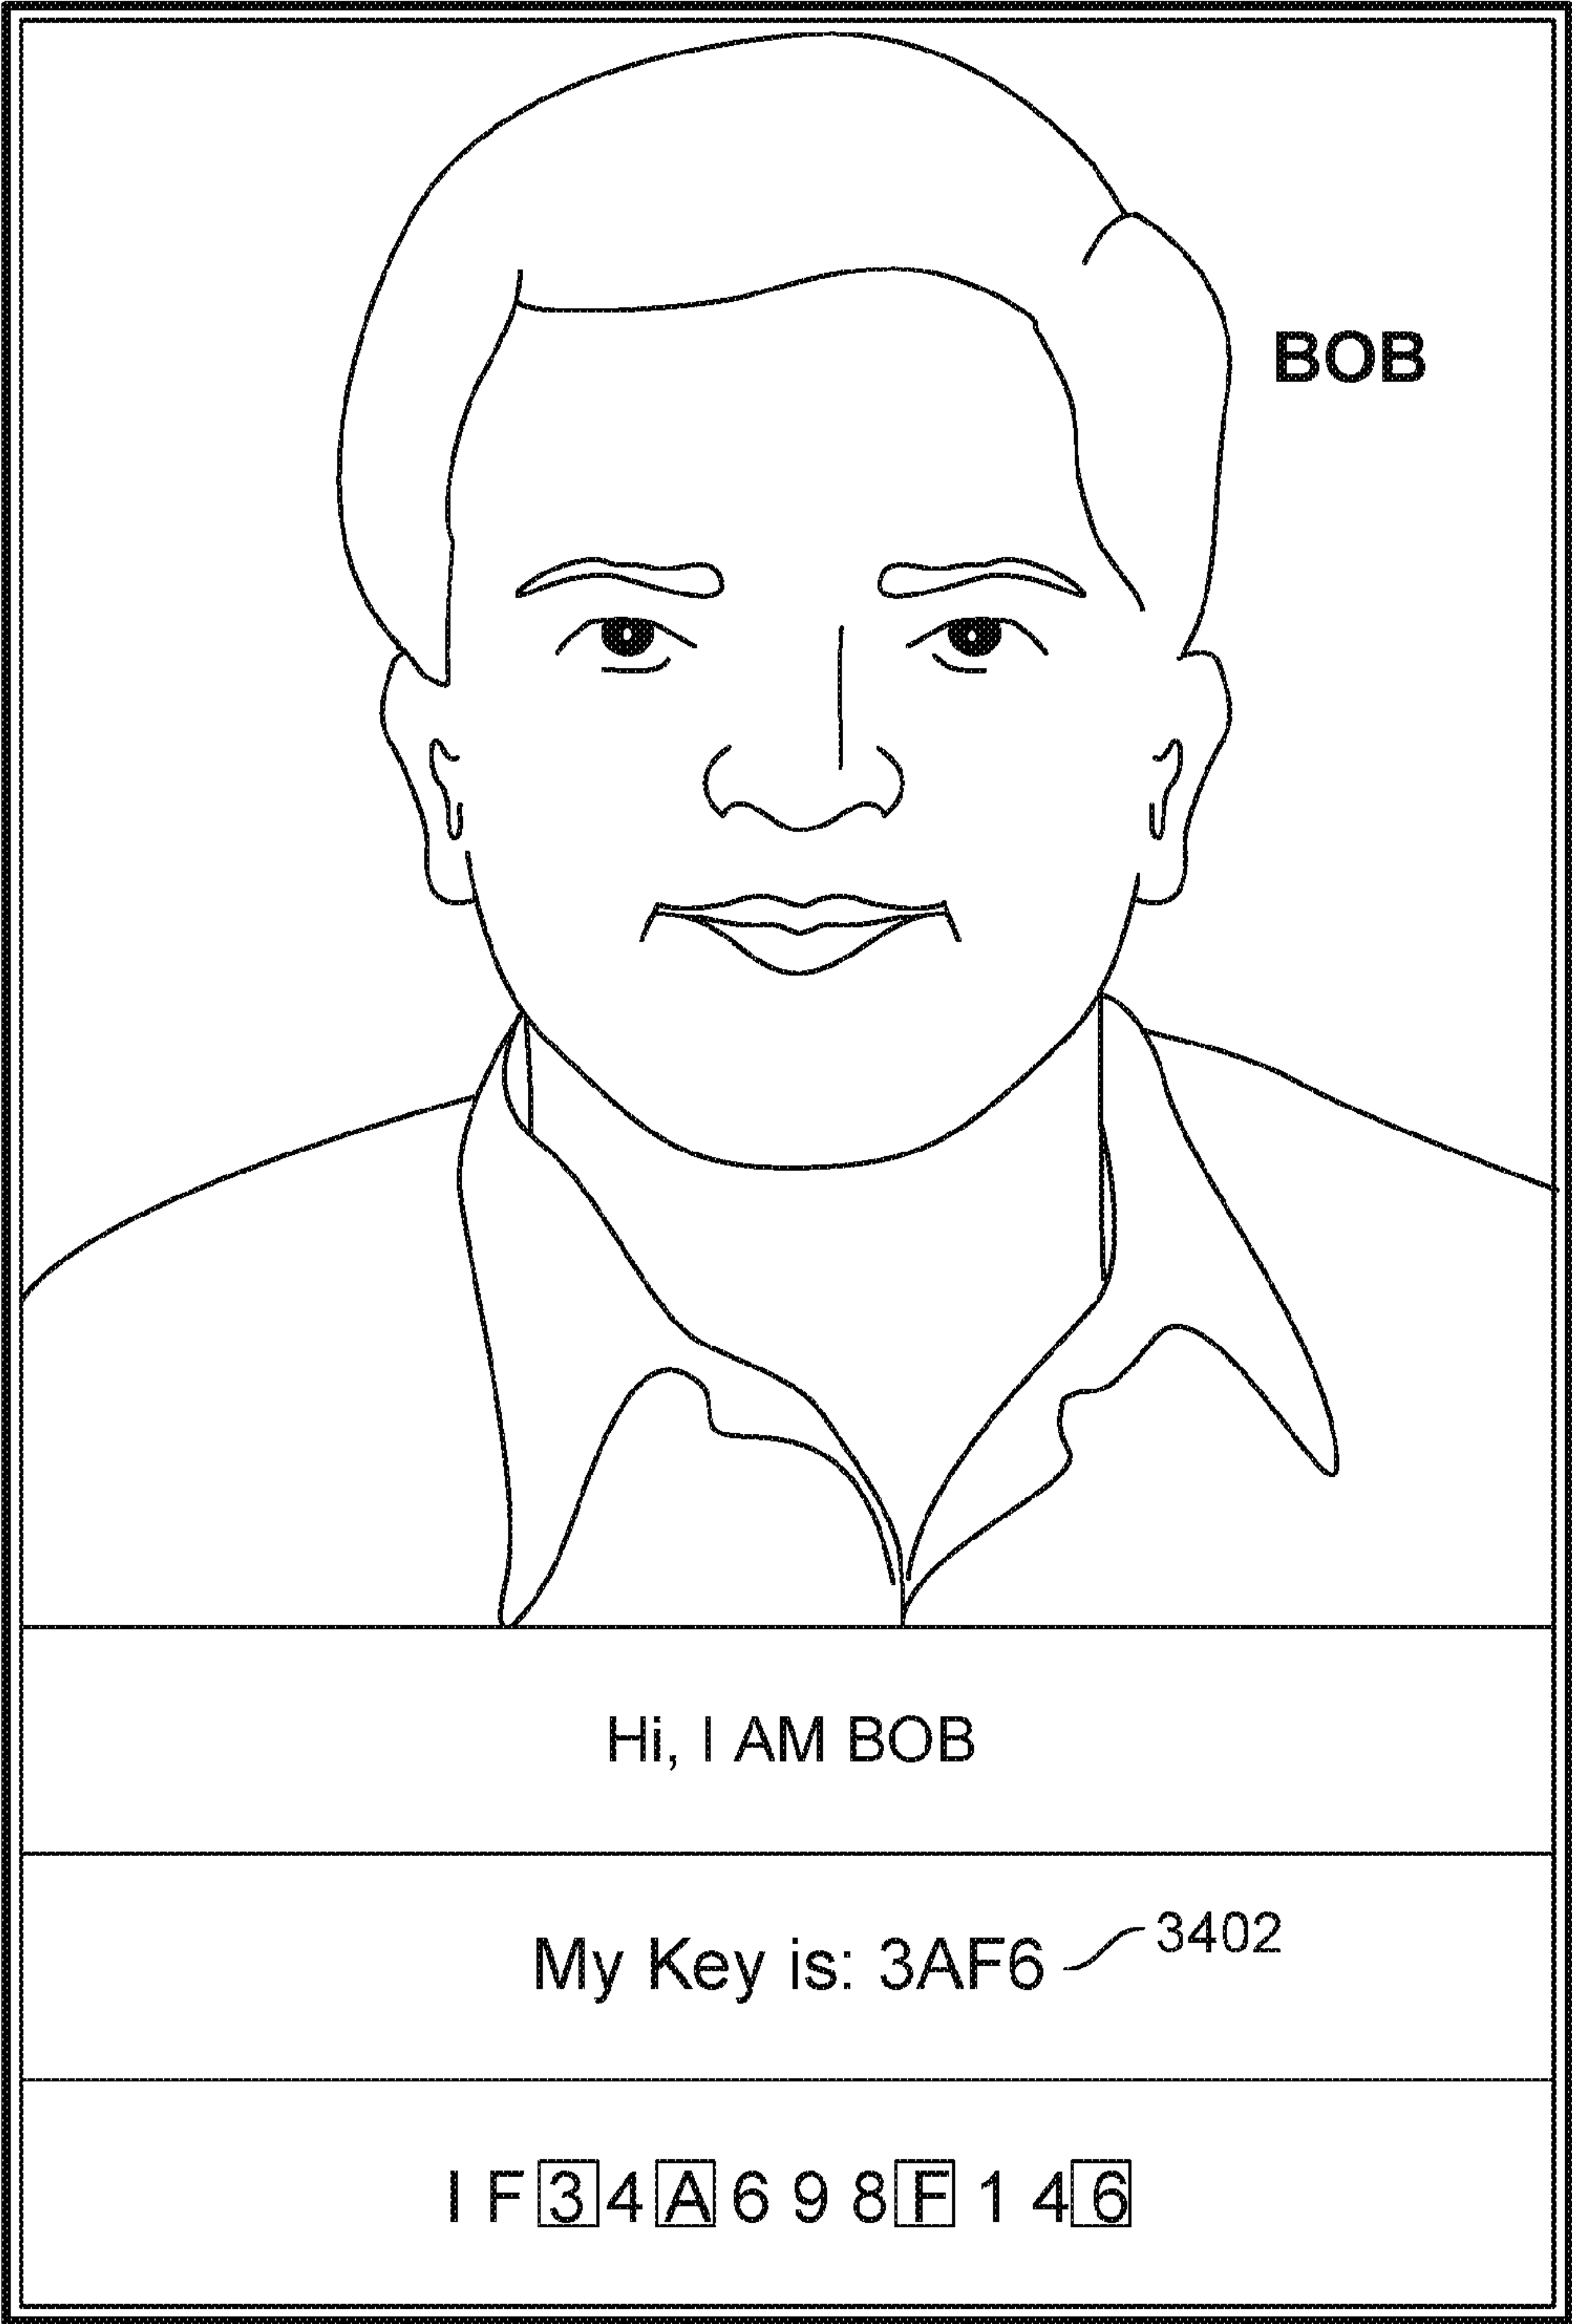 BOB
Hi, I AM BOB
My Key is: 3AF6
3402
I F 3 4 A 6 9 8 F 1 4 6